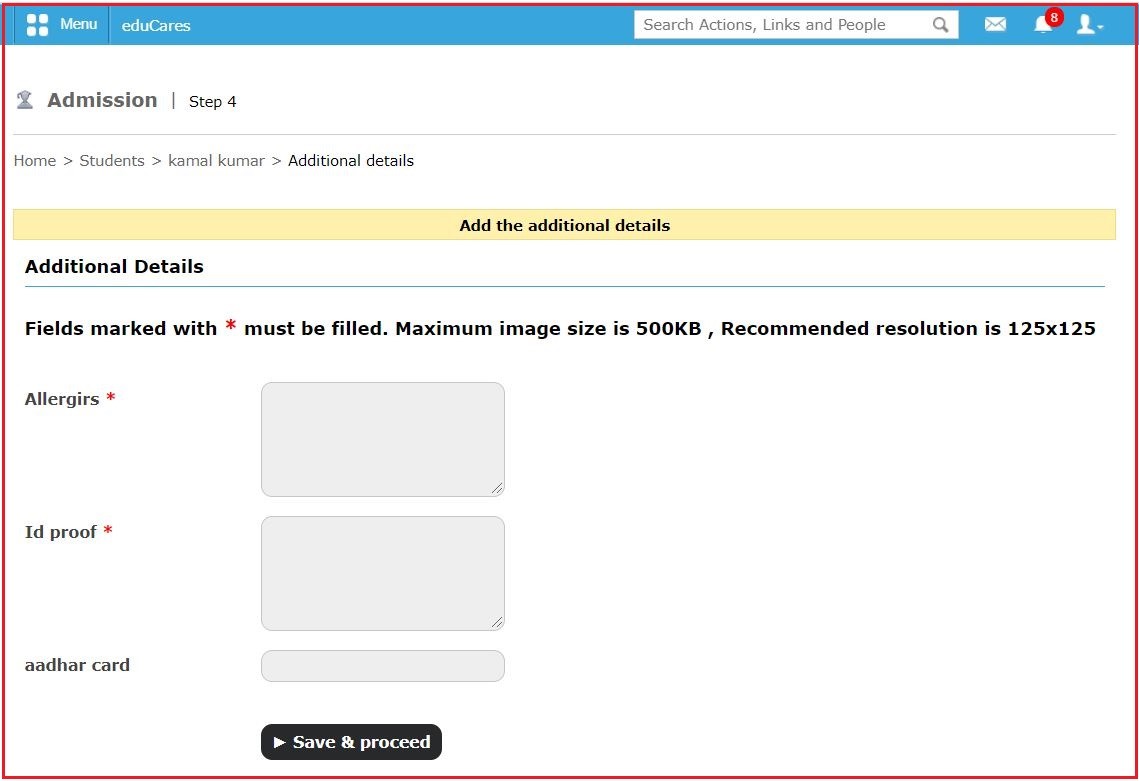 Menu eduCares Search Actions, Links and People 8
Admission | Step 4
Home > Students > kamal kumar > Additional details
Add the additional details
Additional Details
Fields marked with * must be filled. Maximum image size is 500KB , Recommended resolution is 125x125
Allergirs *
Id proof *
aadhar card
► Save & proceed